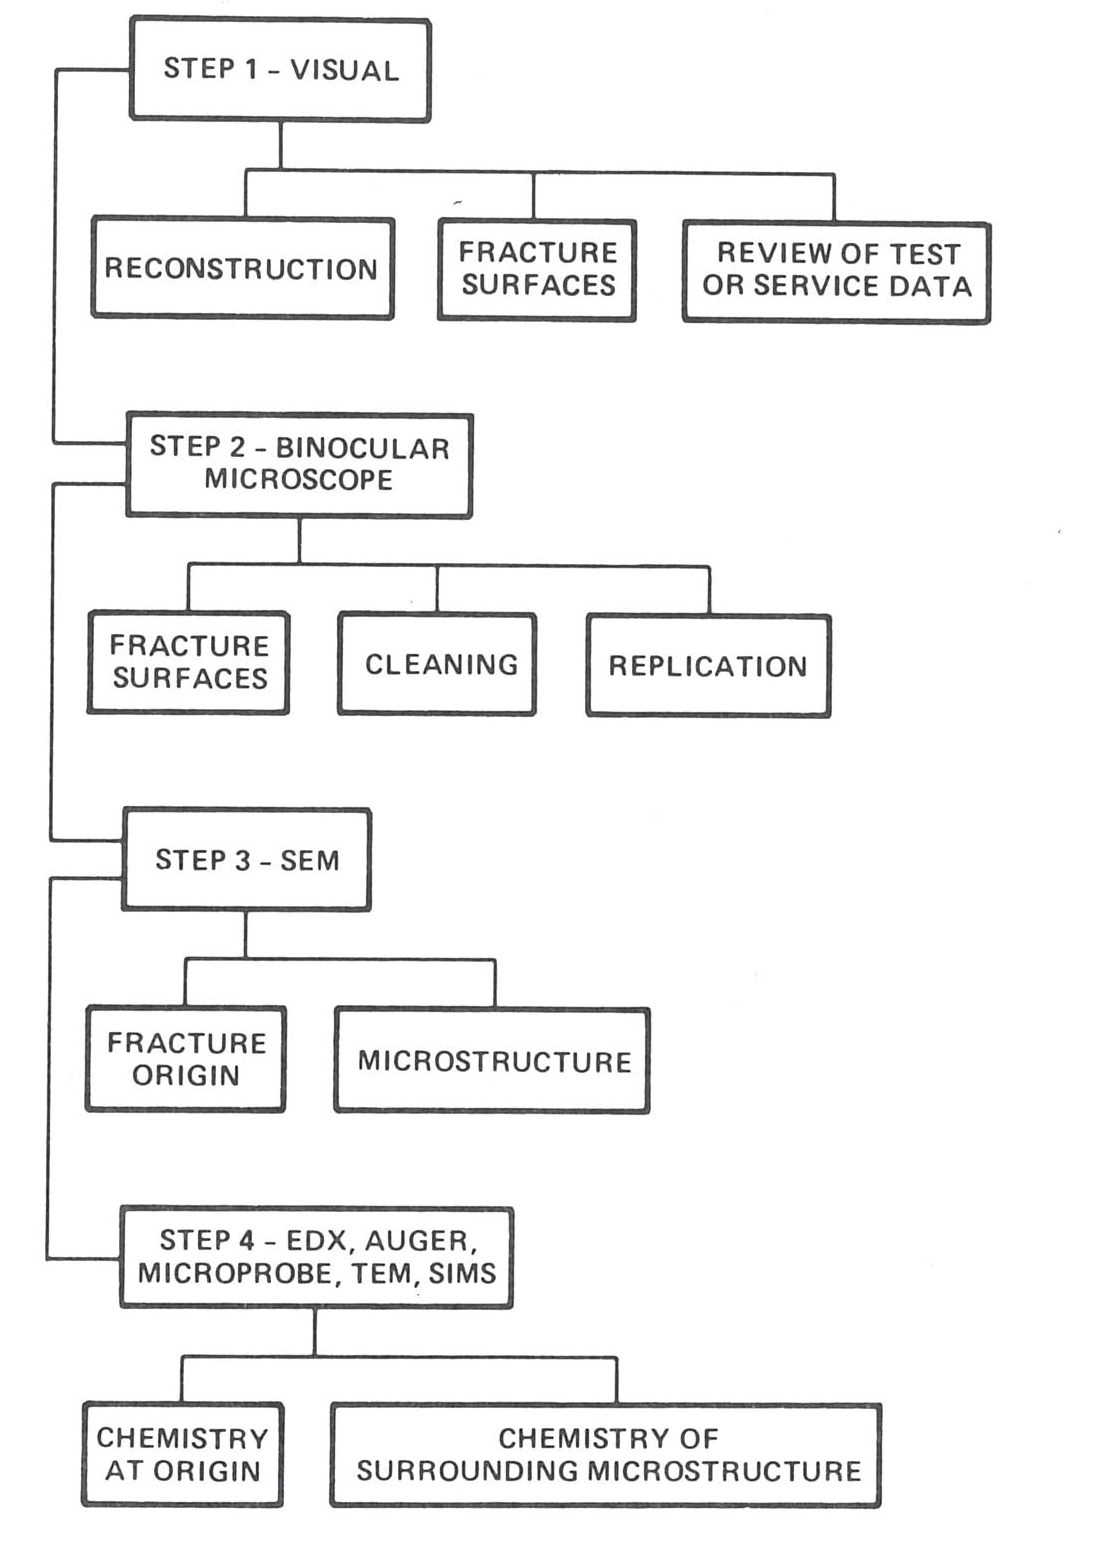 STEP 1 - VISUAL
RECONSTRUCTION
FRACTURE
SURFACES
REVIEW OF TEST
OR SERVICE DATA
STEP 2 - BINOCULAR
MICROSCOPE
FRACTURE
SURFACES
CLEANING
REPLICATION
STEP 3 - SEM
FRACTURE
ORIGIN
MICROSTRUCTURE
STEP 4 - EDX, AUGER,
MICROPROBE, TEM, SIMS
CHEMISTRY
AT ORIGIN
CHEMISTRY OF
SURROUNDING MICROSTRUCTURE